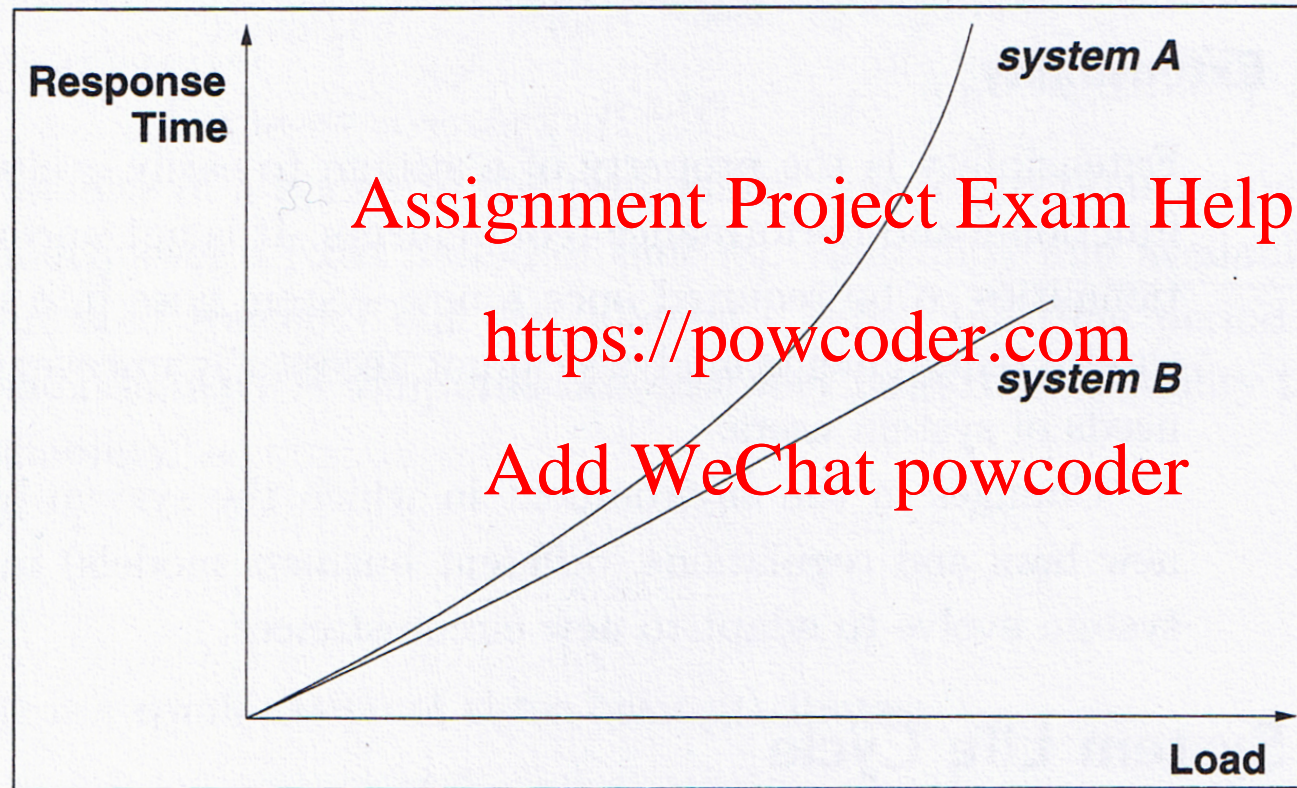 Response
Time
system A
Assignment Project Exam Help
https://powcoder.com
system B
Add WeChat powcoder
Load